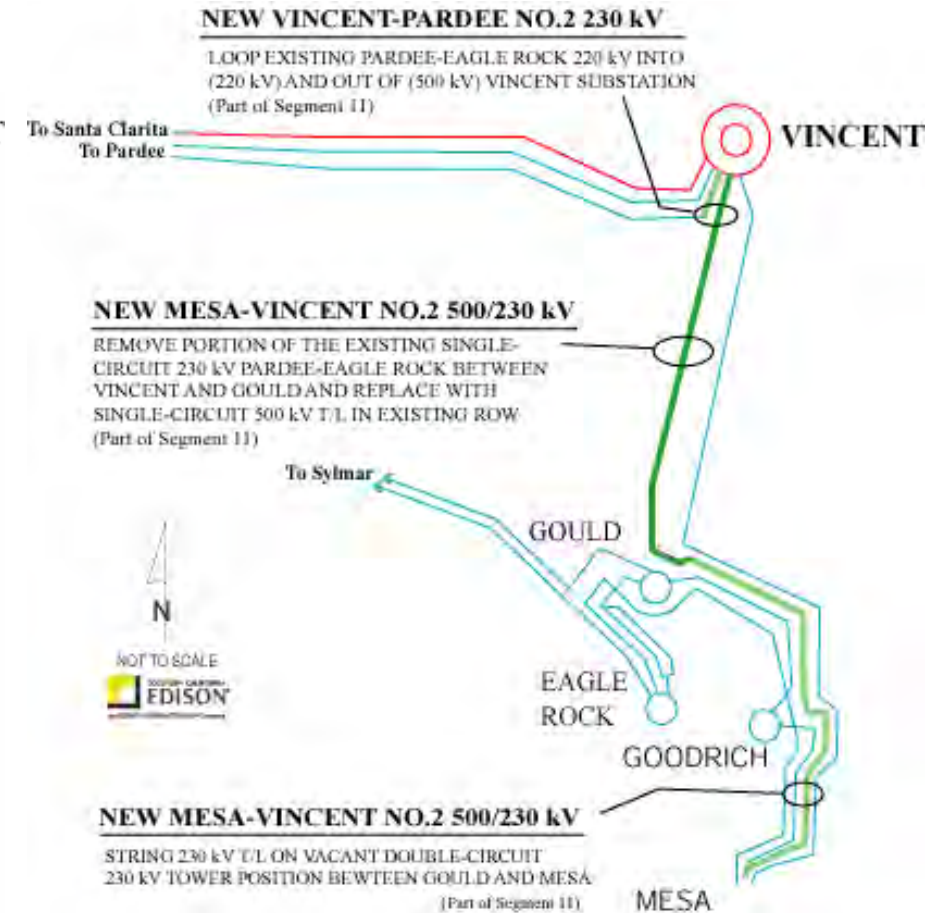 NEW VINCENT-PARDEE NO.2 230 kV
LOOP EXISTING PARDEE-EAGLE ROCK 220 kV INTO
(220 kV) AND OUT OF (500 kV) VINCENT SUBSTATION
(Part of Segment 11)
To Santa Clarita
To Pardee
VINCENT
NEW MESA-VINCENT NO.2 500/230 kV
REMOVE PORTION OF THE EXISTING SINGLE-
CIRCUIT 230 kV PARDEE-EAGLE ROCK BETWEEN
VINCENT AND GOULD AND REPLACE WITH
SINGLE-CIRCUIT 500 kV T/L IN EXISTING ROW
(Part of Segment 11)
To Sylmar
GOULD
N
NOT TO SCALE
SOUTHERN CALIFORNIA
EDISON
EAGLE
ROCK
GOODRICH
NEW MESA-VINCENT NO.2 500/230 kV
STRING 230 kV T/L ON VACANT DOUBLE-CIRCUIT
230 kV TOWER POSITION BEWTEEN GOULD AND MESA
(Part of Segment 11)
MESA